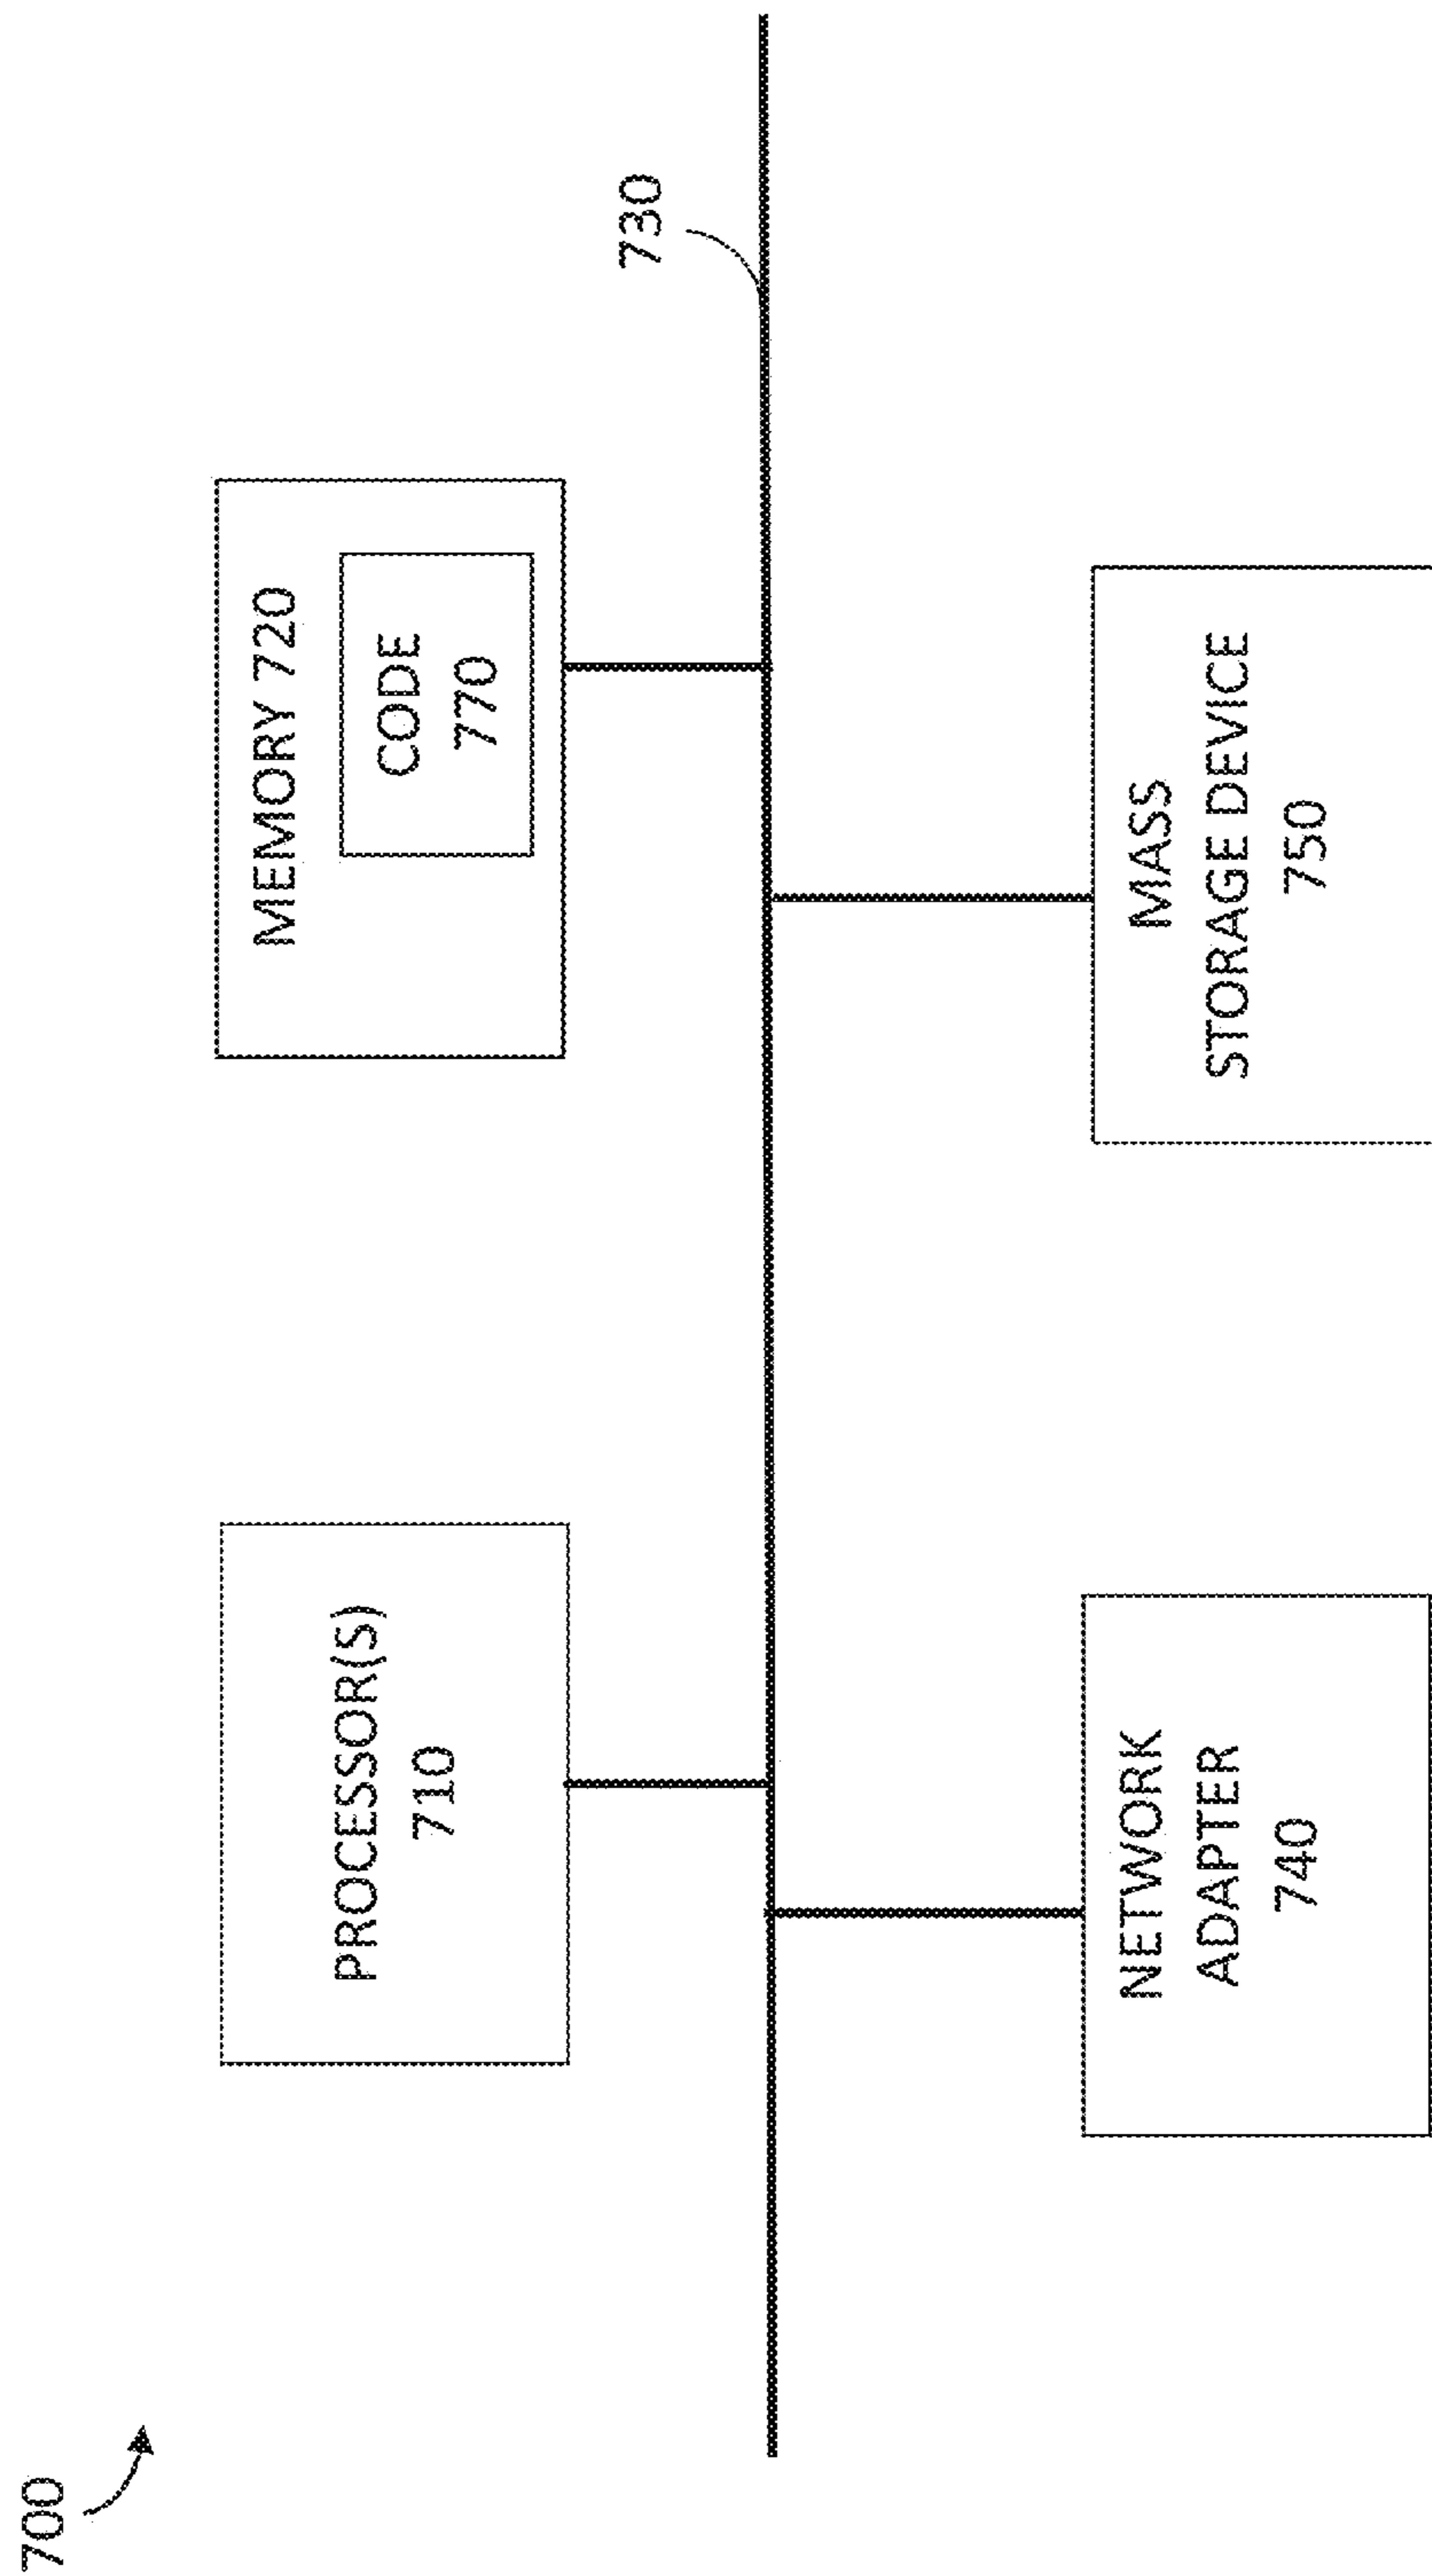 700
PROCESSOR(S)
710
MEMORY 720
CODE
770
730
NETWORK
ADAPTER
740
MASS
STORAGE DEVICE
750